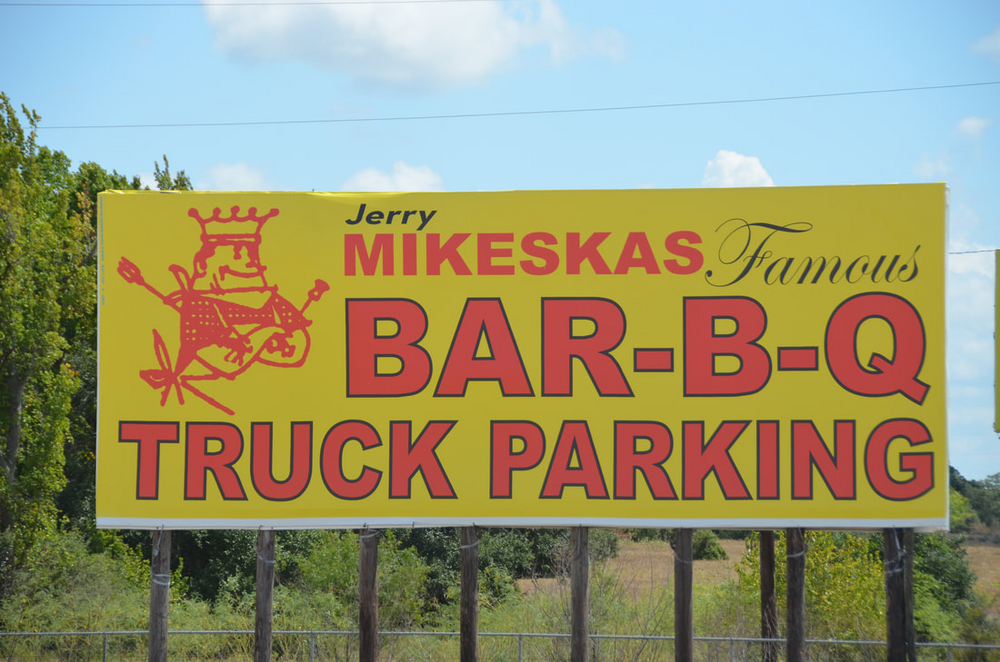 Jerry
MIKESKAS Famous
BAR-B-Q
TRUCK PARKING